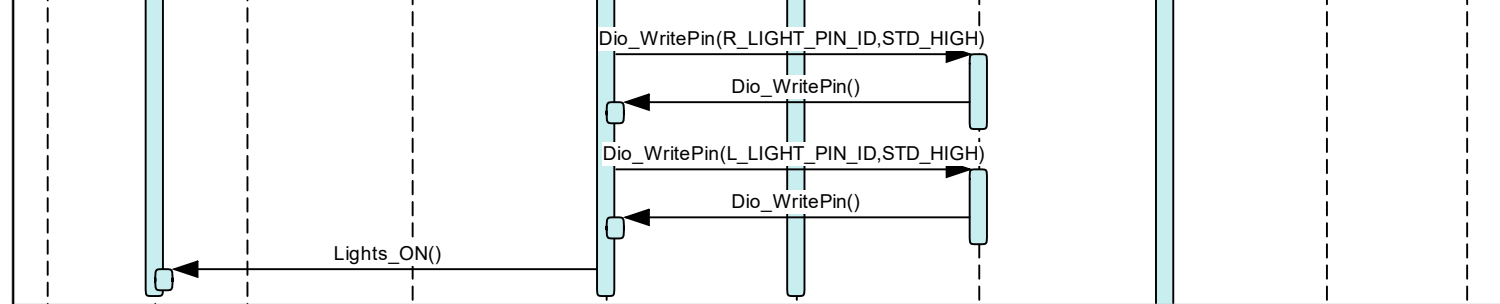 Dio_WritePin(R_LIGHT_PIN_ID,STD_HIGH)
Dio_WritePin()
Dio_WritePin(L_LIGHT_PIN_ID,STD_HIGH)
Dio_WritePin()
Lights_ON()